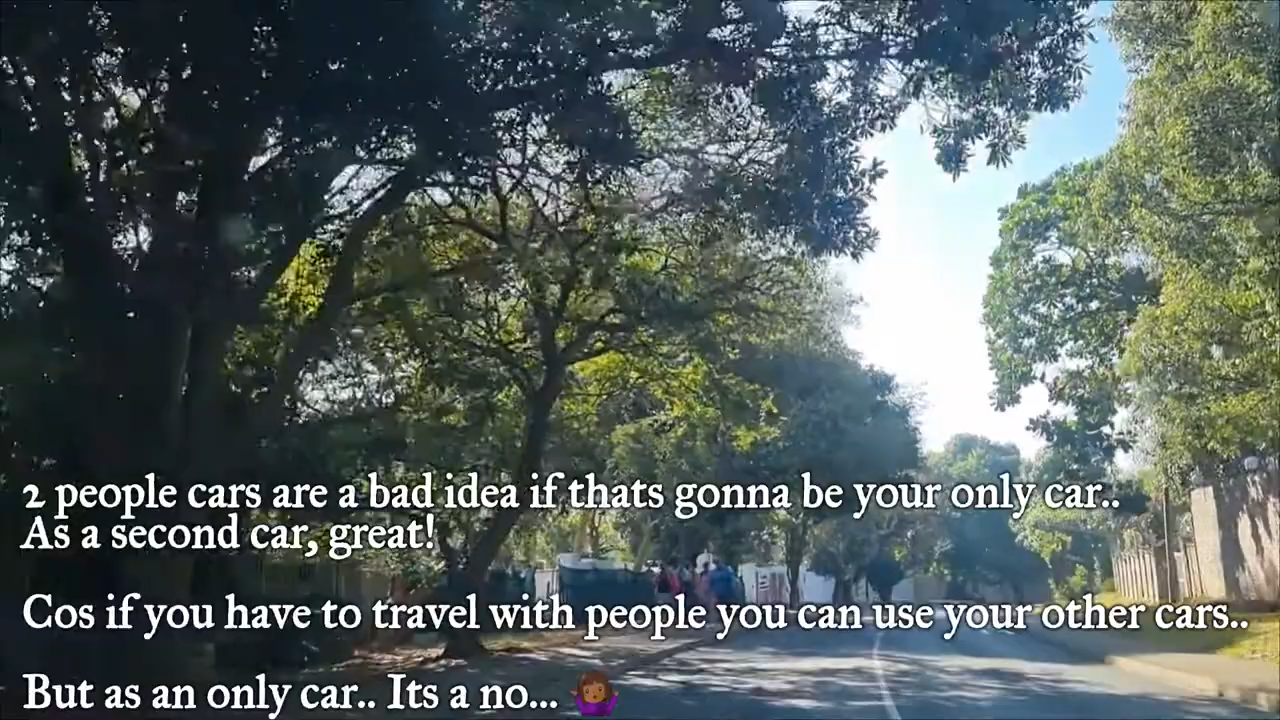 2 people cars are a bad idea if thats gonna be your only car..
As a second car, great!
Cos if you have to travel with people you can use your other cars..
But as an only car.. Its a no... 🤷🏾‍♀️